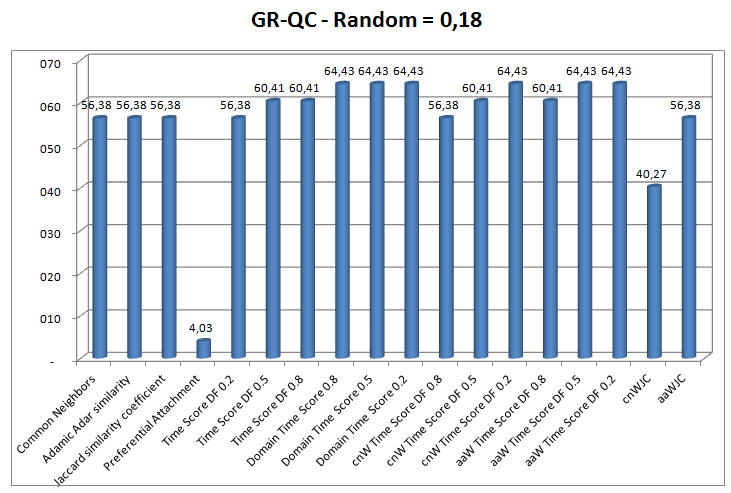 GR-QC - Random = 0,18
070
060
050
040
030
020
010
-
56,38
56,38
56,38
4,03
56,38
60,41
60,41
64,43
64,43
64,43
56,38
60,41
64,43
60,41
64,43
64,43
40,27
56,38
Common Neighbors
Adamic Adar similarity
Jaccard similarity coefficient
Preferential Attachment
Time Score DF 0.2
Time Score DF 0.5
Time Score DF 0.8
Domain Time Score 0.8
Domain Time Score 0.5
Domain Time Score 0.2
cnW Time Score DF 0.8
cnW Time Score DF 0.5
cnW Time Score DF 0.2
aaW Time Score DF 0.8
aaW Time Score DF 0.5
aaW Time Score DF 0.2
cnWJC
aaWJC